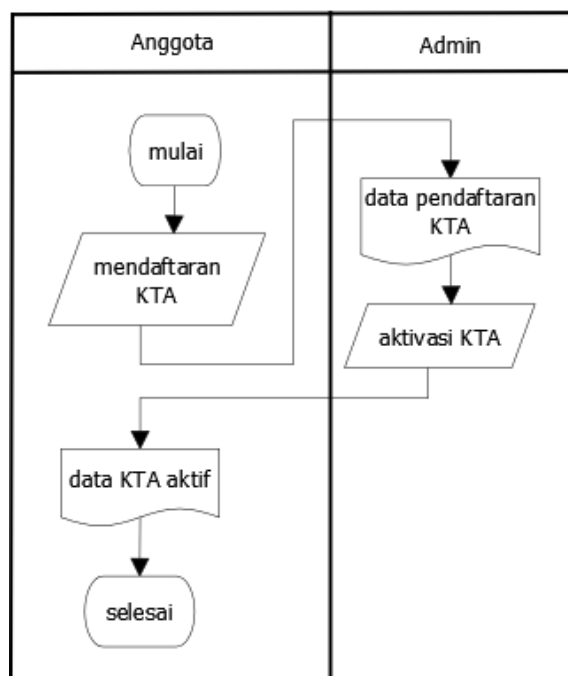 Anggota
Admin
mulai
mendaftaran
KTA
data pendaftaran
KTA
aktivasi KTA
data KTA aktif
selesai